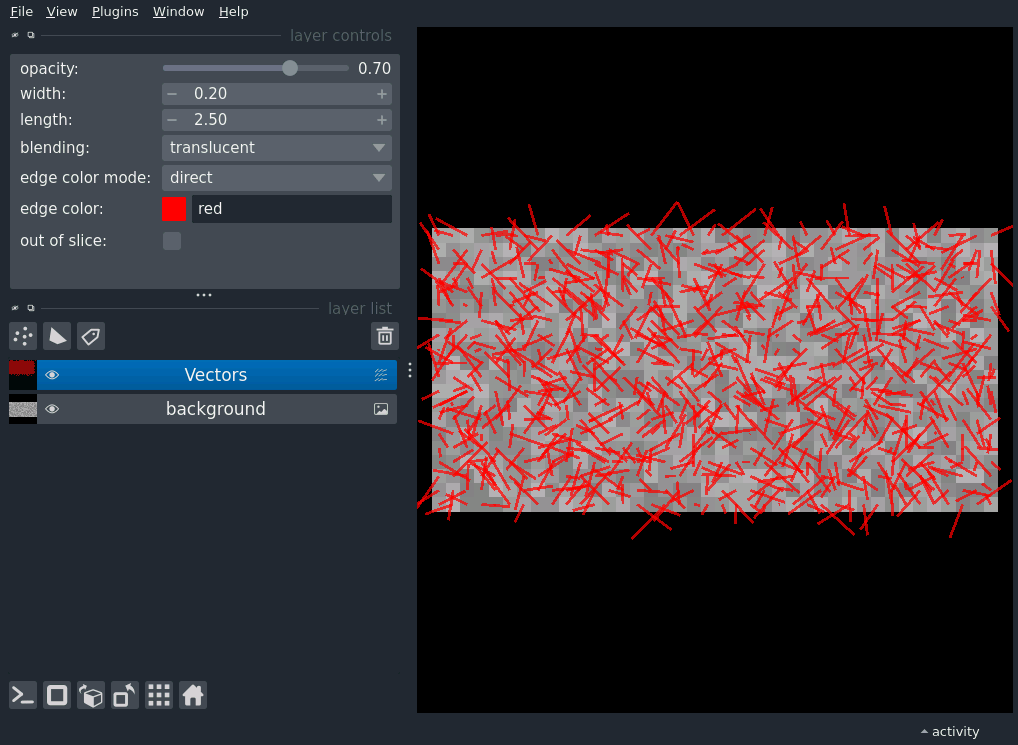 File View Plugins Window Help
layer controls
opacity: 0.70
width: 0.20
length: 2.50
blending: translucent
edge color mode: direct
edge color: red
out of slice:
layer list
Vectors
background
activity